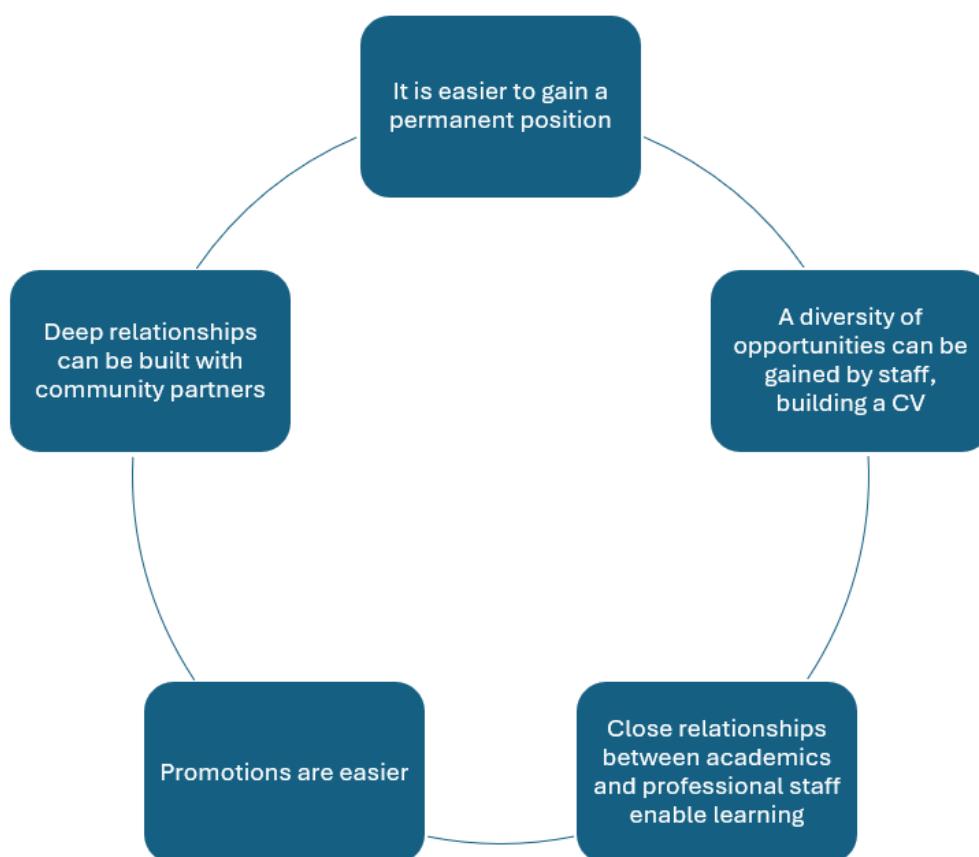 It is easier to gain a
permanent position
A diversity of
opportunities can be
gained by staff,
building a CV
Close relationships
between academics
and professional staff
enable learning
Promotions are easier
Deep relationships
can be built with
community partners